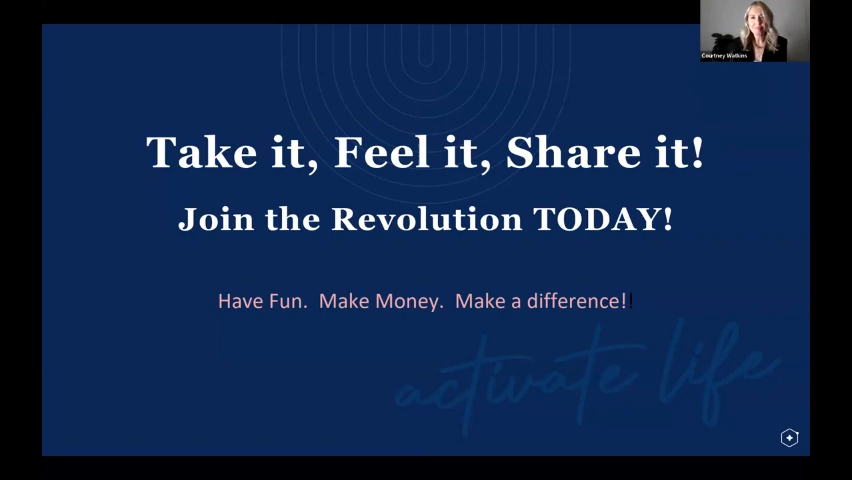 Courtney Watkins
Take it, Feel it, Share it!
Join the Revolution TODAY!
Have Fun.  Make Money.  Make a difference!!
activate life